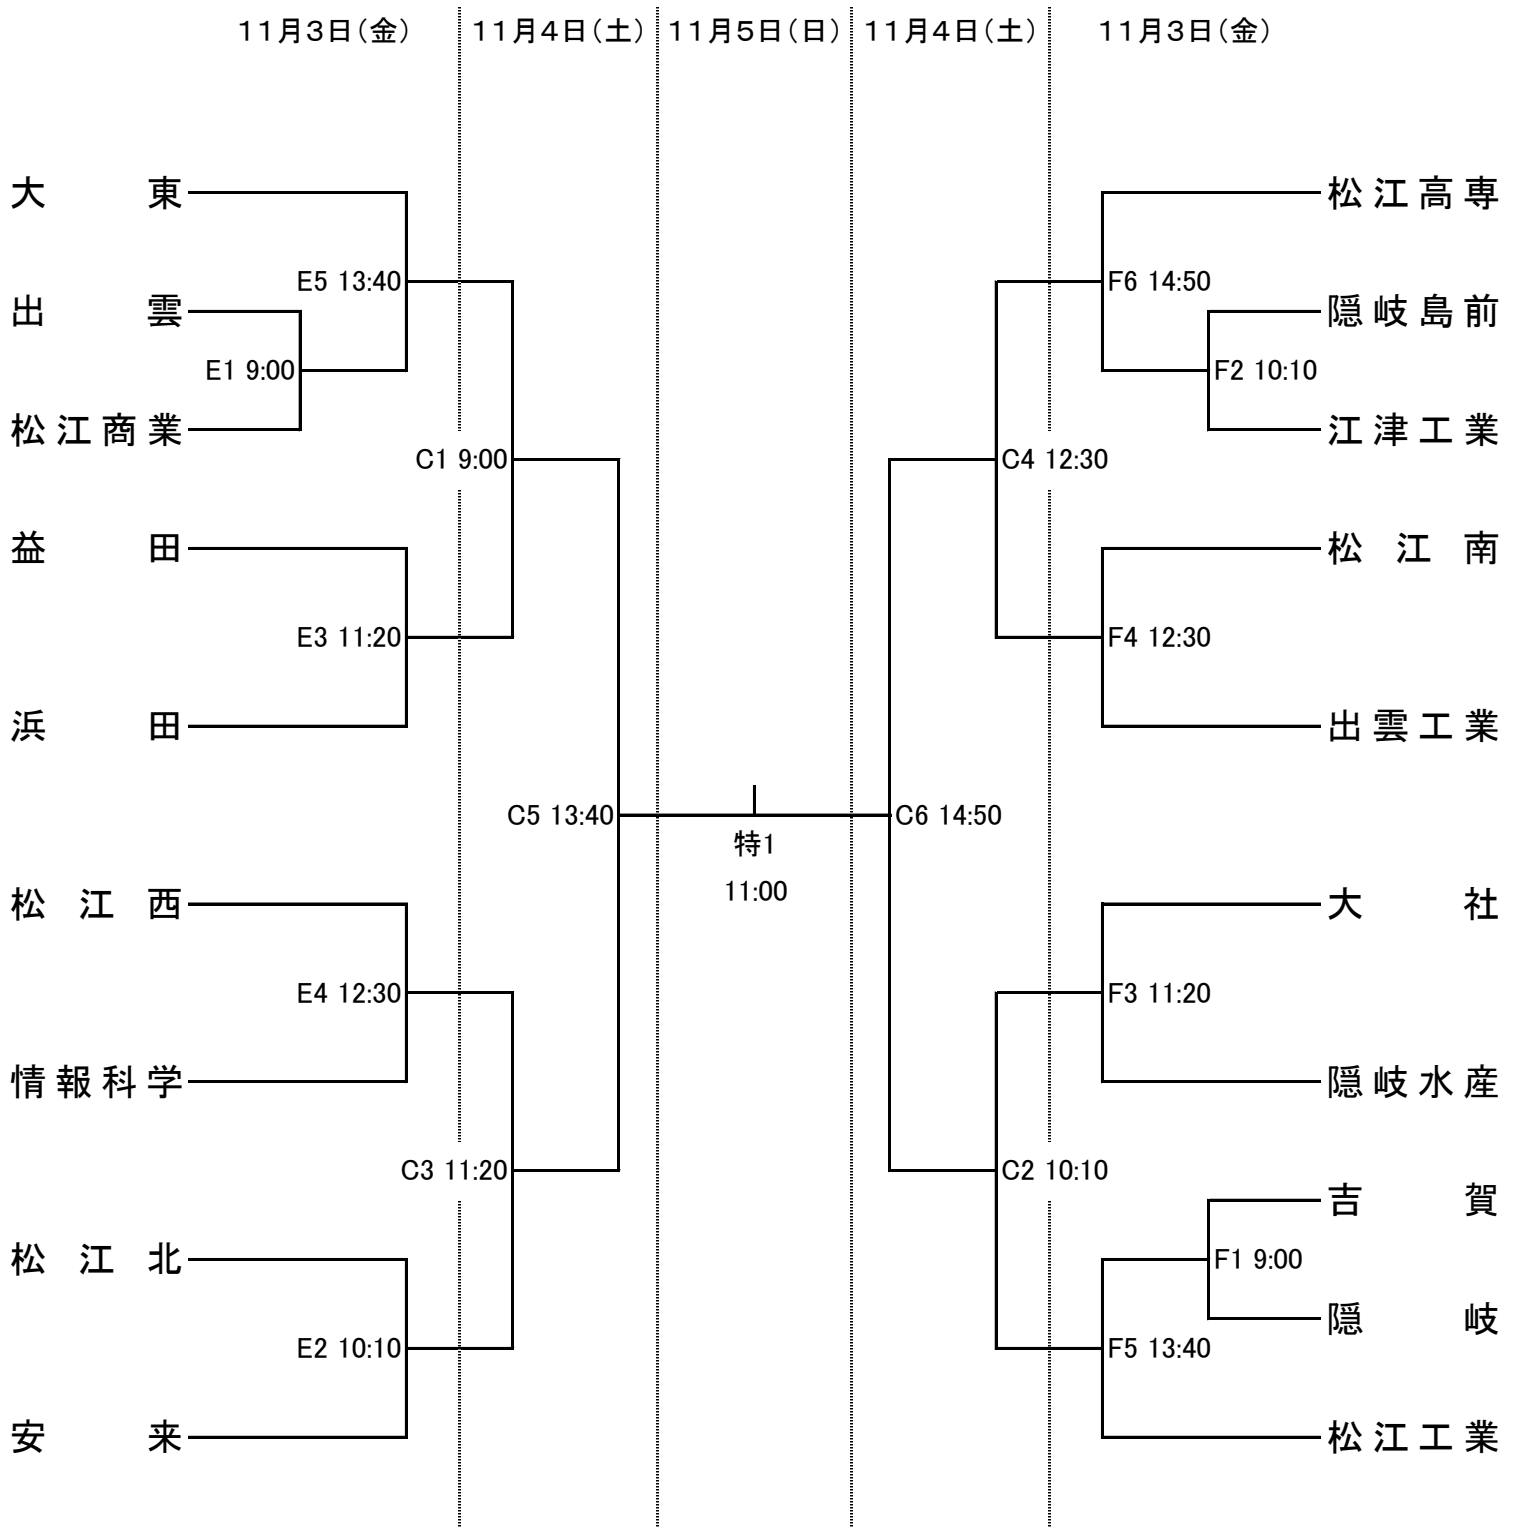 11月3日(金) 11月4日(土) 11月5日(日) 11月4日(土) 11月3日(金)
大東 松江高専
E5 13:40 F6 14:50
出雲 隠岐島前
E1 9:00 F2 10:10
松江商業 江津工業
C1 9:00 C4 12:30
益田 松江南
E3 11:20 F4 12:30
浜田 出雲工業
C5 13:40 C6 14:50
特1
11:00
松江西 大社
E4 12:30 F3 11:20
情報科学 隠岐水産
C3 11:20 C2 10:10
吉賀
松江北 F1 9:00
隠岐
E2 10:10 F5 13:40
安来 松江工業